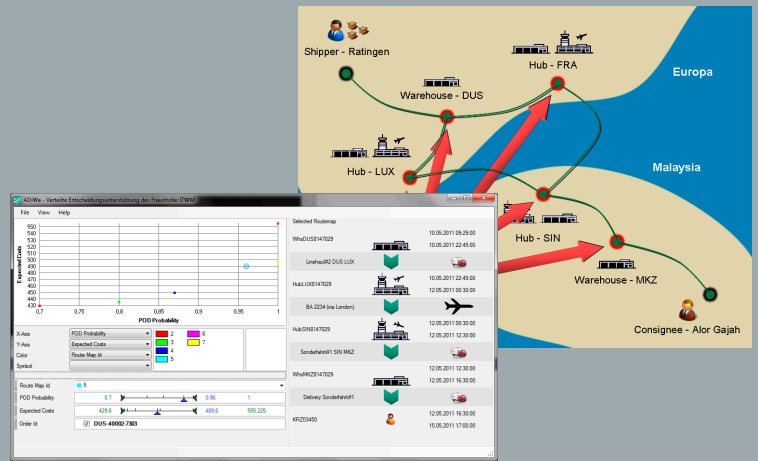 Shipper - Ratingen
Hub - FRA
Europa
Warehouse - DUS
Malaysia
Hub - LUX
Hub - SIN
Warehouse - MKZ
Consignee - Alor Gajah
ADiWa - Verteilte Entscheidungsunterstützung des Fraunhofer ITWM
File View Help
Expected Costs
550
540
530
520
510
500
490
480
470
460
450
440
430
0.7 0.75 0.8 0.85 0.9 0.95 1
POD Probability
X-Axis POD Probability
Y-Axis Expected Costs
Color Route Map Id
Symbol
2 6
3 7
4
5
Route Map Id 5
POD Probability 0.7 0.96 1
Expected Costs 429.6 489.6 555.225
Order Id DUS-40002-7303
Selected Routemap
WhsDUS8147029 10.05.2011 09:29:00
10.05.2011 22:45:00
Linehaul#2 DUS LUX
HubLUX8147029 10.05.2011 22:45:00
12.05.2011 00:30:00
BA 2234 (via London)
HubSIN8147029 12.05.2011 00:30:00
12.05.2011 12:30:00
Sonderfahrt#1 SIN MKZ
WhsMKZ8147029 12.05.2011 12:30:00
12.05.2011 16:30:00
Delivery Sonderfahrt#1
KRZ03450 12.05.2011 16:30:00
15.05.2011 17:00:00